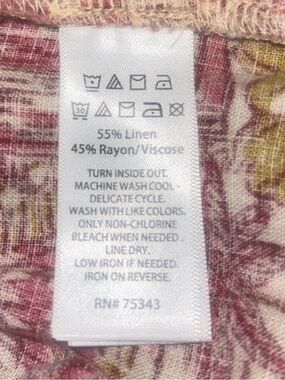 30
55% Linen
45% Rayon/Viscose
TURN INSIDE OUT.
MACHINE WASH COOL -
DELICATE CYCLE.
WASH WITH LIKE COLORS.
ONLY NON-CHLORINE
BLEACH WHEN NEEDED.
LINE DRY.
LOW IRON IF NEEDED.
IRON ON REVERSE.
RN# 75343